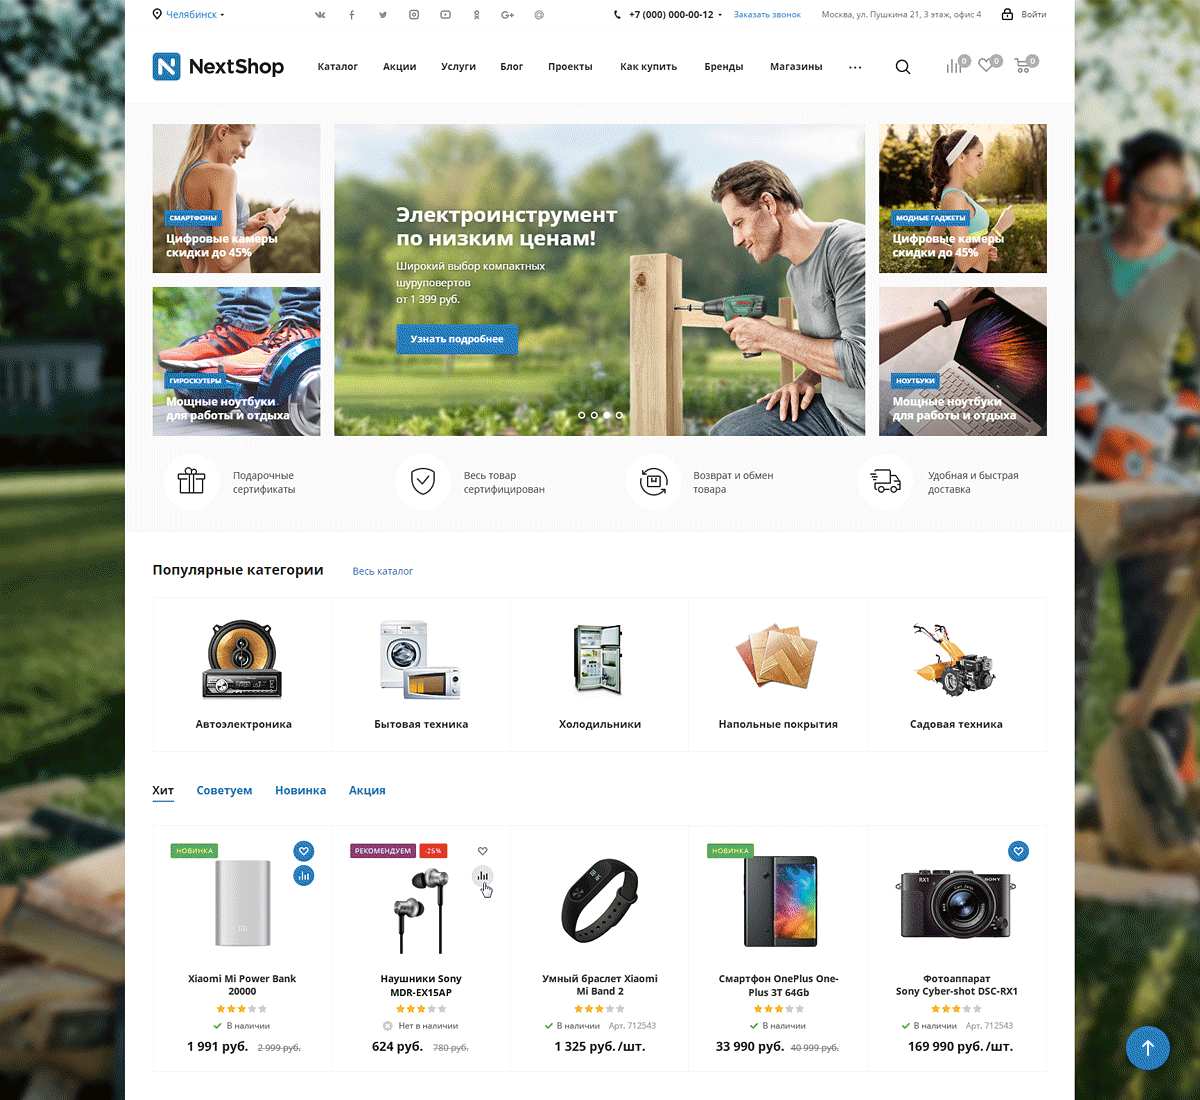 Челябинск
+7 (000) 000-00-12
Заказать звонок
Москва, ул. Пушкина 21, 3 этаж, офис 4
Войти
N NextShop
Каталог
Акции
Услуги
Блог
Проекты
Как купить
Бренды
Магазины
0
0
0
СМАРТФОНЫ
Цифровые камеры
скидки до 45%
Электроинструмент
по низким ценам!
Широкий выбор компактных
шуруповертов
от 1 399 руб.
Узнать подробнее
МОДНЫЕ ГАДЖЕТЫ
Цифровые камеры
скидки до 45%
ГИРОСКУТЕРЫ
Мощные ноутбуки
для работы и отдыха
НОУТБУКИ
Мощные ноутбуки
для работы и отдыха
Подарочные
сертификаты
Весь товар
сертифицирован
Возврат и обмен
товара
Удобная и быстрая
доставка
Популярные категории
Весь каталог
Автоэлектроника
Бытовая техника
Холодильники
Напольные покрытия
Садовая техника
Хит
Советуем
Новинка
Акция
НОВИНКА
Xiaomi Mi Power Bank
20000
В наличии
1 991 руб. 2 999 руб.
РЕКОМЕНДУЕМ
-25%
Наушники Sony
MDR-EX15AP
Нет в наличии
624 руб. 780 руб.
Умный браслет Xiaomi
Mi Band 2
В наличии Арт. 712543
1 325 руб./шт.
НОВИНКА
Смартфон OnePlus One-
Plus 3T 64Gb
В наличии
33 990 руб. 40 999 руб.
RX1
SONY
Фотоаппарат
Sony Cyber-shot DSC-RX1
В наличии Арт. 712543
169 990 руб./шт.